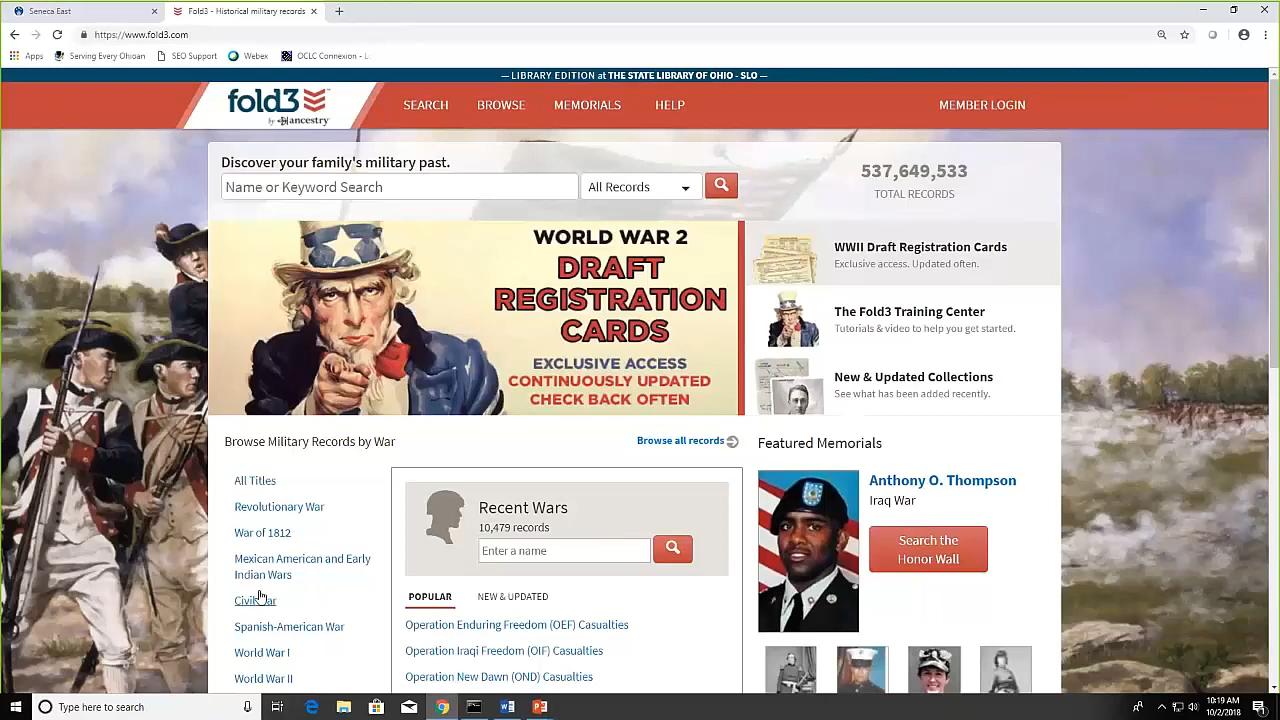 Seneca East
Fold3 - Historical military records
https://www.fold3.com
Apps
Serving Every Ohioan
SEO Support
Webex
OCLC Connexion - L
— LIBRARY EDITION at THE STATE LIBRARY OF OHIO - SLO —
fold3
by ancestry
SEARCH
BROWSE
MEMORIALS
HELP
MEMBER LOGIN
Discover your family's military past.
Name or Keyword Search
All Records
537,649,533
TOTAL RECORDS
WORLD WAR 2
DRAFT
REGISTRATION
CARDS
EXCLUSIVE ACCESS
CONTINUOUSLY UPDATED
CHECK BACK OFTEN
WWII Draft Registration Cards
Exclusive access. Updated often.
The Fold3 Training Center
Tutorials & video to help you get started.
New & Updated Collections
See what has been added recently.
Browse Military Records by War
Browse all records
All Titles
Revolutionary War
War of 1812
Mexican American and Early
Indian Wars
Civil War
Spanish-American War
World War I
World War II
Recent Wars
10,479 records
Enter a name
POPULAR
NEW & UPDATED
Operation Enduring Freedom (OEF) Casualties
Operation Iraqi Freedom (OIF) Casualties
Operation New Dawn (OND) Casualties
Featured Memorials
Anthony O. Thompson
Iraq War
Search the
Honor Wall
Type here to search
10:19 AM
10/2/2018